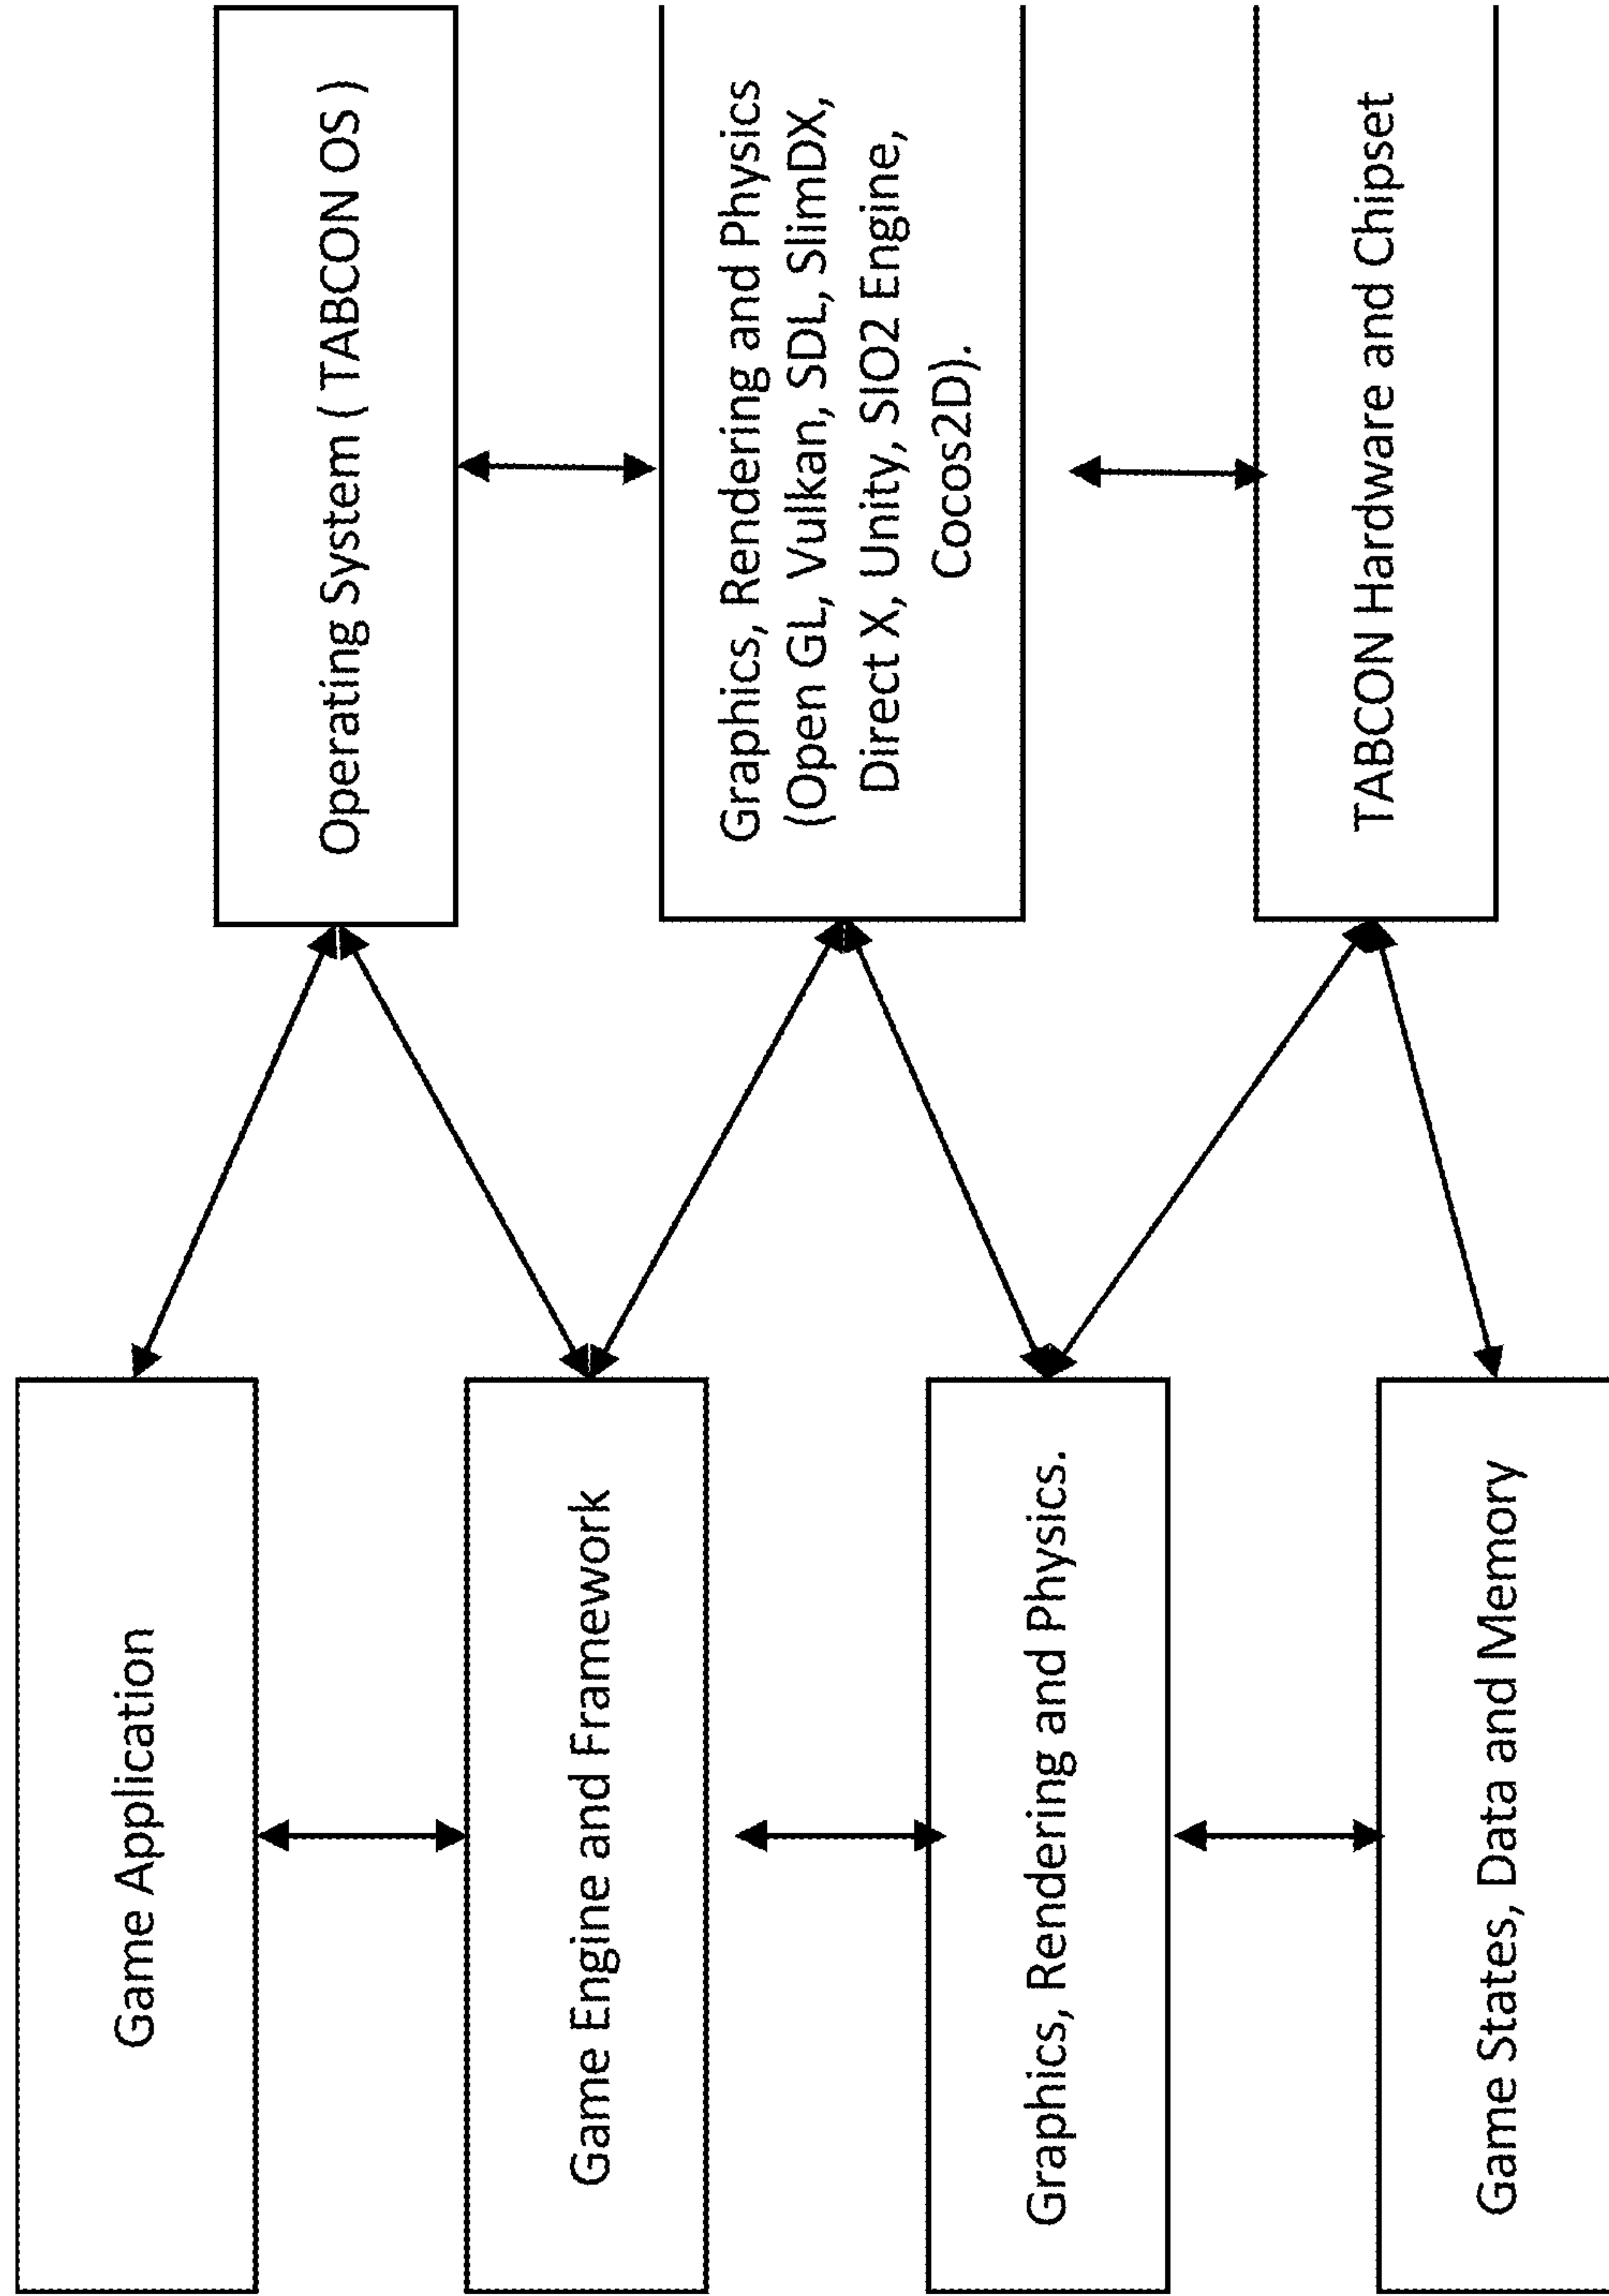 Game Application
Game Engine and Framework
Graphics, Rendering and Physics.
Game States, Data and Memory
Operating System ( TABCON OS )
Graphics, Rendering and Physics
(Open GL, Vulkan, SDL, SlimDX,
Direct X, Unity, SIO2 Engine,
Cocos2D).
TABCON Hardware and Chipset